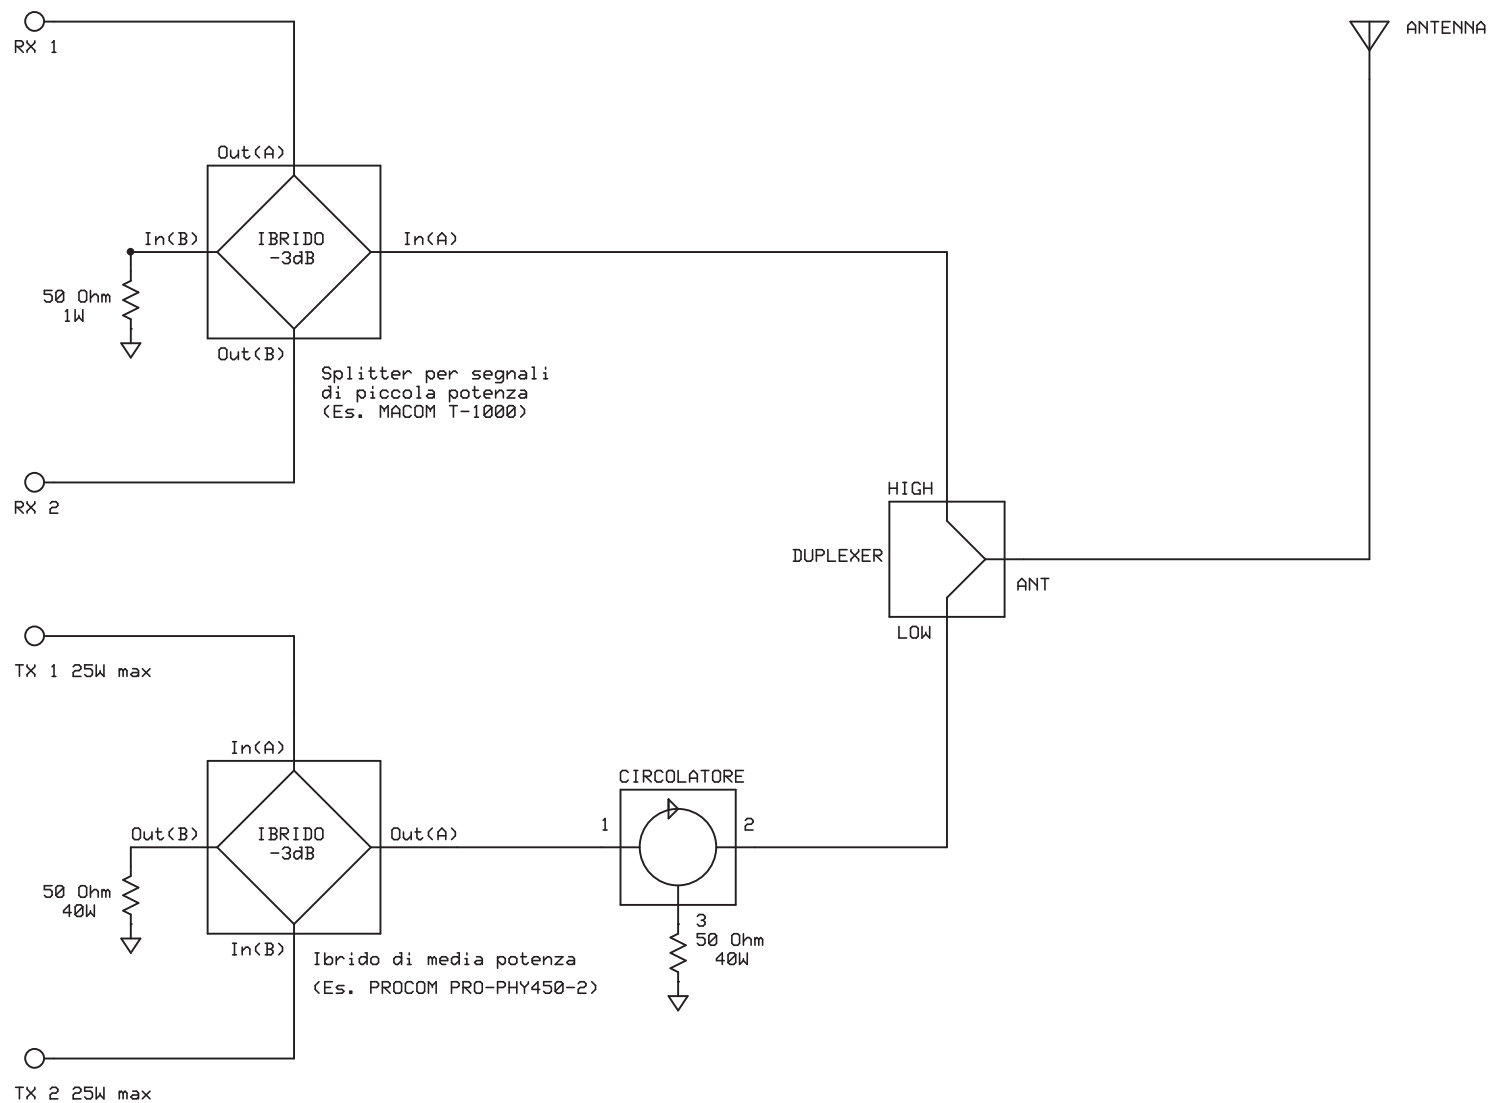 RX 1
ANTENNA
Out(A)
In(B)
IBRIDO
-3dB
In(A)
50 Ohm
1W
Out(B)
Splitter per segnali
di piccola potenza
(Es. MACOM T-1000)
RX 2
HIGH
DUPLEXER
ANT
LOW
TX 1 25W max
In(A)
Out(B)
IBRIDO
-3dB
Out(A)
50 Ohm
40W
In(B)
Ibrido di media potenza
(Es. PROCOM PRO-PHY450-2)
CIRCOLATORE
1
2
3
50 Ohm
40W
TX 2 25W max